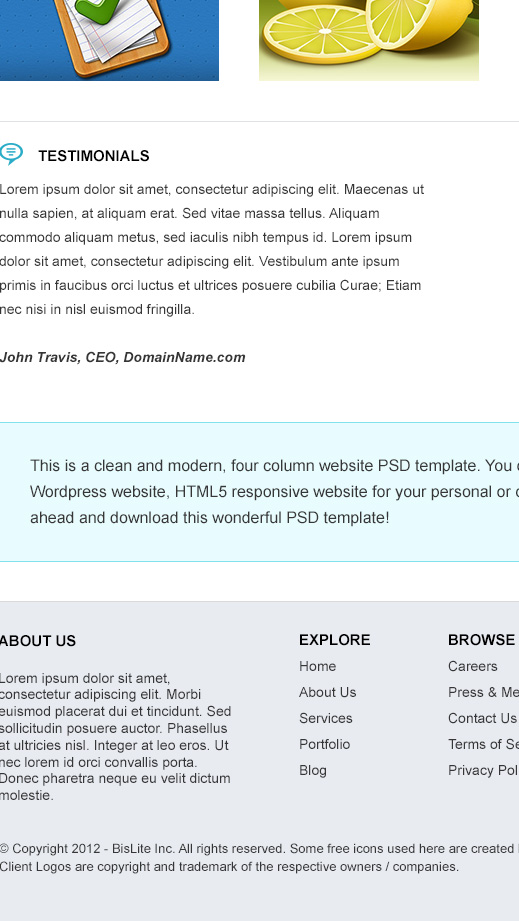 TESTIMONIALS
Lorem ipsum dolor sit amet, consectetur adipiscing elit. Maecenas ut
nulla sapien, at aliquam erat. Sed vitae massa tellus. Aliquam
commodo aliquam metus, sed iaculis nibh tempus id. Lorem ipsum
dolor sit amet, consectetur adipiscing elit. Vestibulum ante ipsum
primis in faucibus orci luctus et ultrices posuere cubilia Curae; Etiam
nec nisi in nisl euismod fringilla.
John Travis, CEO, DomainName.com
This is a clean and modern, four column website PSD template. You
Wordpress website, HTML5 responsive website for your personal or
ahead and download this wonderful PSD template!
ABOUT US
Lorem ipsum dolor sit amet,
consectetur adipiscing elit. Morbi
euismod placerat dui et tincidunt. Sed
sollicitudin posuere auctor. Phasellus
at ultricies nisl. Integer at leo eros. Ut
nec lorem id orci convallis porta.
Donec pharetra neque eu velit dictum
molestie.
EXPLORE
Home
About Us
Services
Portfolio
Blog
BROWSE
Careers
Press & Me
Contact Us
Terms of Se
Privacy Pol
© Copyright 2012 - BisLite Inc. All rights reserved. Some free icons used here are created
Client Logos are copyright and trademark of the respective owners / companies.